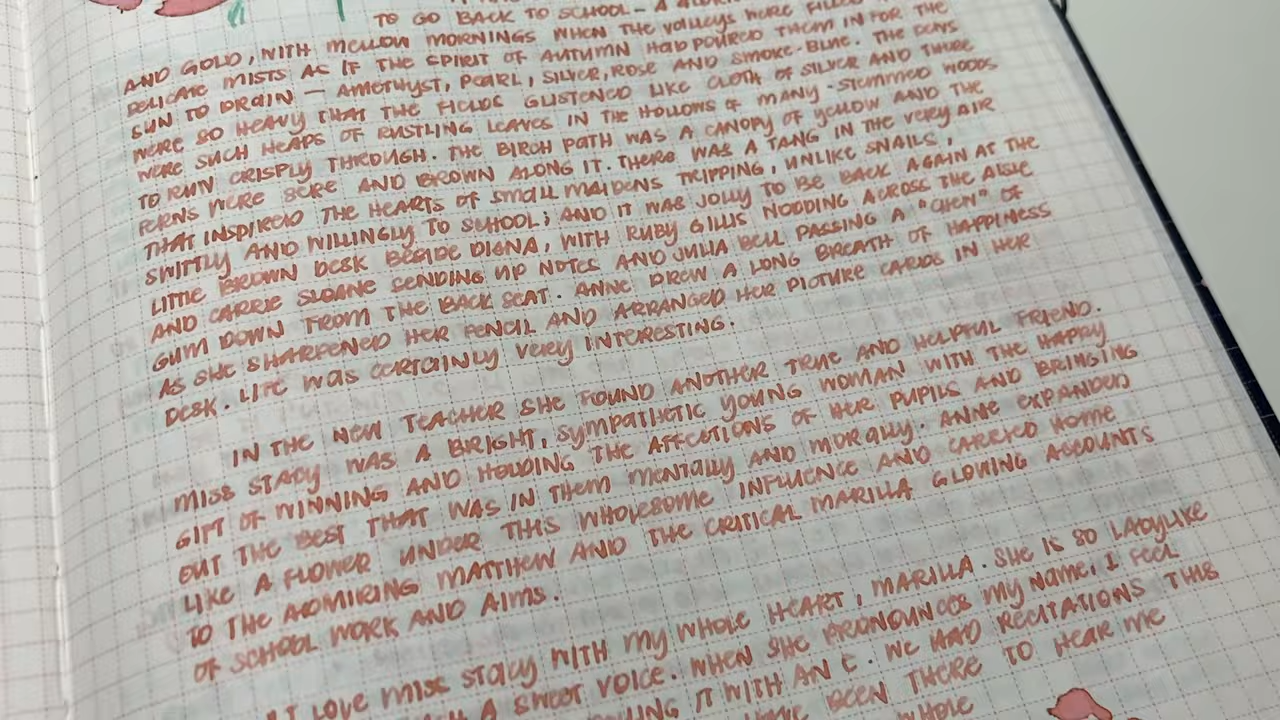 TO GO BACK TO SCHOOL - A
AND GOLD, WITH MELLOW MORNINGS WHEN THE VALLEYS WERE FILLED
DELICATE MISTS AS IF THE SPIRIT OF AUTUMN HAD POURED THEM IN FOR THE
SUN TO DRAIN — AMETHYST, PEARL, SILVER, ROSE AND SMOKE-BLUE. THE DEWS
WERE SO HEAVY THAT THE FIELDS GLISTENED LIKE CLOTH OF SILVER AND THERE
WERE SUCH HEAPS OF RUSTLING LEAVES IN THE HOLLOWS OF MANY-STEMMED WOODS
TO RUN CRISPLY THROUGH. THE BIRCH PATH WAS A CANOPY OF YELLOW AND THE
FERNS WERE SERE AND BROWN ALONG IT. THERE WAS A TANG IN THE VERY AIR
THAT INSPIRED THE HEARTS OF SMALL MAIDENS TRIPPING, UNLIKE SNAILS,
SWIFTLY AND WILLINGLY TO SCHOOL; AND IT WAS JOLLY TO BE BACK AGAIN AT THE
LITTLE BROWN DESK BESIDE DIANA, WITH RUBY GILLIS NODDING ACROSS THE AISLE
AND CARRIE SLOANE SENDING UP NOTES AND JULIA BELL PASSING A "CHEW" OF
GUM DOWN FROM THE BACK SEAT. ANNE DREW A LONG BREATH OF HAPPINESS
AS SHE SHARPENED HER PENCIL AND ARRANGED HER PICTURE CARDS IN HER
DESK. LIFE WAS CERTAINLY VERY INTERESTING.
IN THE NEW TEACHER SHE FOUND ANOTHER TRUE AND HELPFUL FRIEND.
MISS STACY WAS A BRIGHT, SYMPATHETIC YOUNG WOMAN WITH THE HAPPY
GIFT OF WINNING AND HOLDING THE AFFECTIONS OF HER PUPILS AND BRINGING
OUT THE BEST THAT WAS IN THEM MENTALLY AND MORALLY. ANNE EXPANDED
LIKE A FLOWER UNDER THIS WHOLESOME INFLUENCE AND CARRIED HOME
TO THE ADMIRING MATTHEW AND THE CRITICAL MARILLA GLOWING ACCOUNTS
OF SCHOOL WORK AND AIMS.
I LOVE MISS STACY WITH MY WHOLE HEART, MARILLA. SHE IS SO LADYLIKE
A SWEET VOICE. WHEN SHE PRONOUNCES MY NAME, I FEEL
IT WITH AN E. WE HAD RECITATIONS THIS
BEEN THERE TO HEAR ME
WHOLE